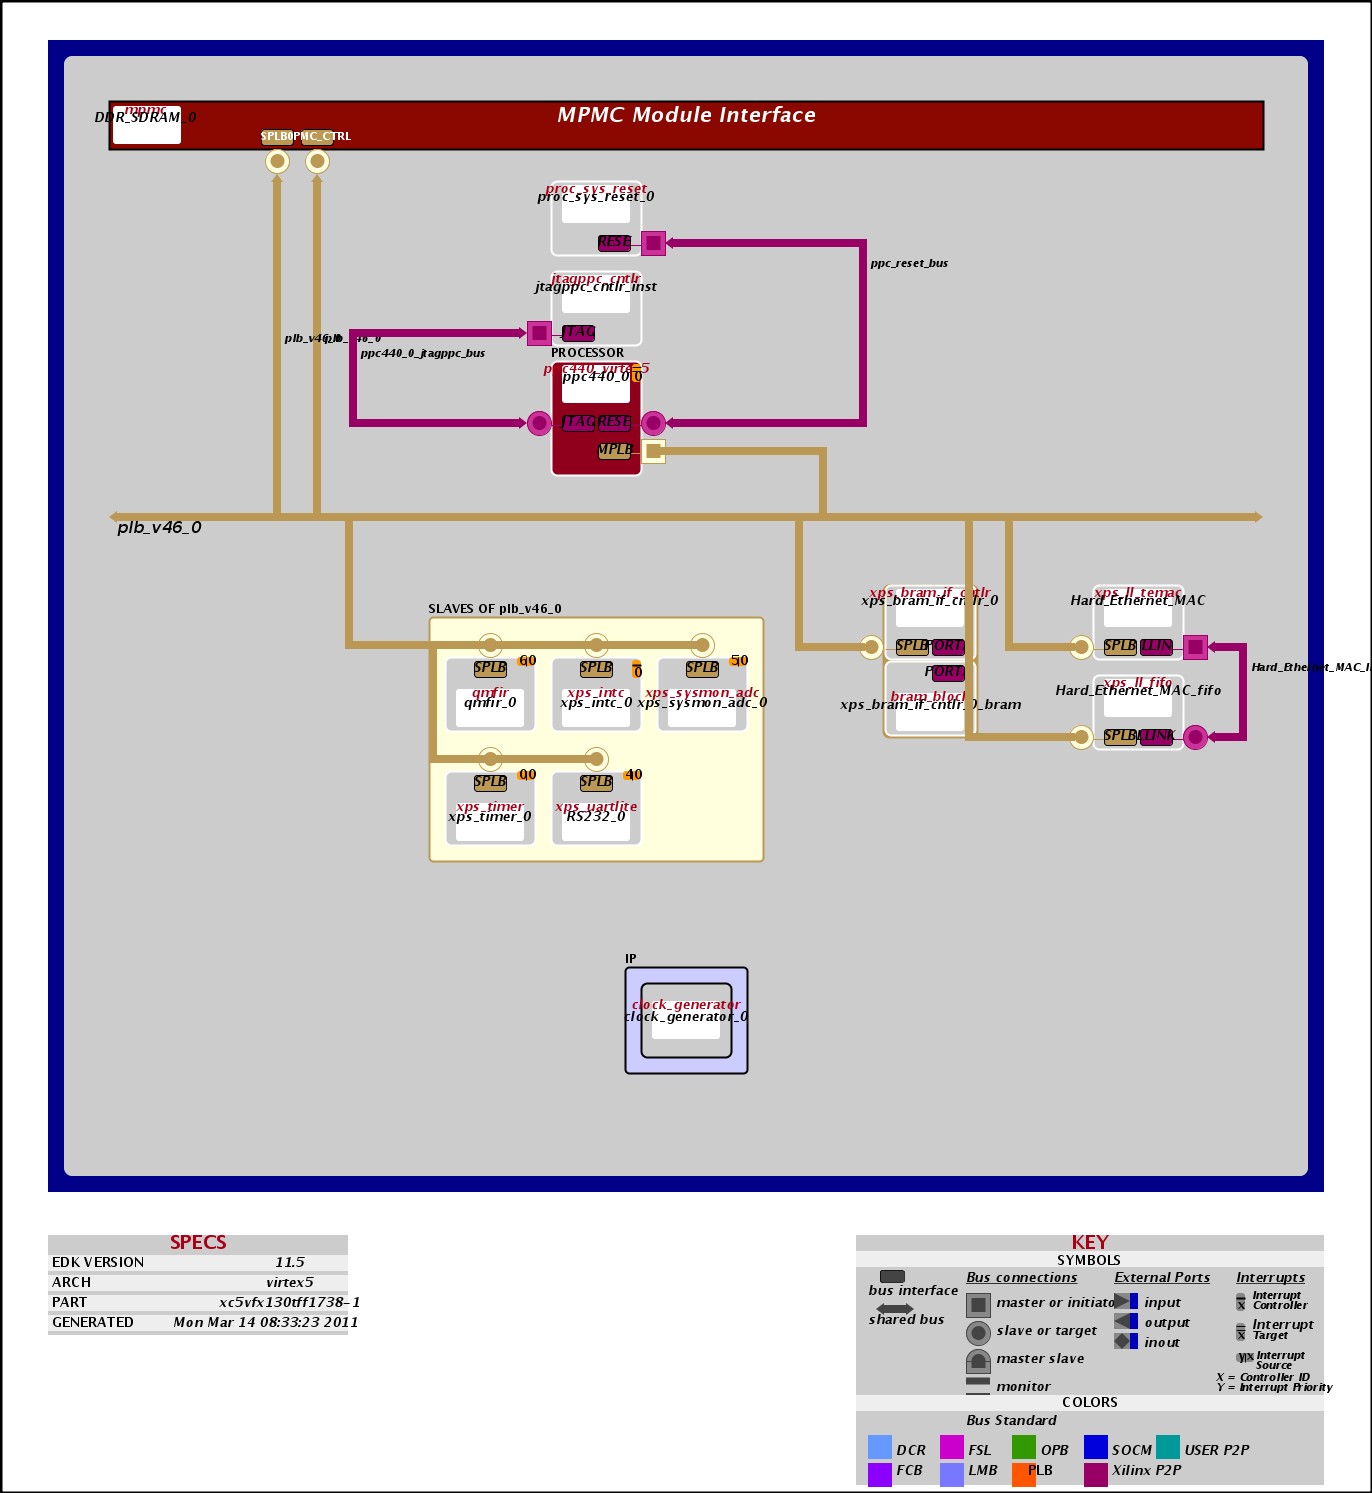 MPMC Module Interface
mpmc
DDR_SDRAM_0
SPLB0
PMC_CTRL
proc_sys_reset
proc_sys_reset_0
RESE
ppc_reset_bus
jtagppc_cntlr
jtagppc_cntlr_inst
JTAG
plb_v46_0
plb_v46_0
ppc440_0_jtagppc_bus
PROCESSOR
ppc440_virtex5
ppc440_0
0
JTAG
RESE
MPLB
plb_v46_0
SLAVES OF plb_v46_0
SPLB
60
SPLB
0
SPLB
50
qmfir
qmfir_0
xps_intc
xps_intc_0
xps_sysmon_adc
xps_sysmon_adc_0
SPLB
00
SPLB
40
xps_timer
xps_timer_0
xps_uartlite
RS232_0
xps_bram_if_cntlr
xps_bram_if_cntlr_0
SPLB
PORT
PORT
bram_block
xps_bram_if_cntlr_0_bram
xps_ll_temac
Hard_Ethernet_MAC
SPLB
LLIN
xps_ll_fifo
Hard_Ethernet_MAC_fifo
SPLB
LLINK
IP
clock_generator
clock_generator_0
SPECS
EDK VERSION 11.5
ARCH virtex5
PART xc5vfx130tff1738-1
GENERATED Mon Mar 14 08:33:23 2011
KEY
SYMBOLS
bus interface
shared bus
Bus connections
master or initiato
slave or target
master slave
monitor
External Ports
input
output
inout
Interrupts
x Interrupt
Controller
x Interrupt
Target
y x Interrupt
Source
X = Controller ID
Y = Interrupt Priority
COLORS
Bus Standard
DCR FSL OPB SOCM USER P2P
FCB LMB PLB Xilinx P2P